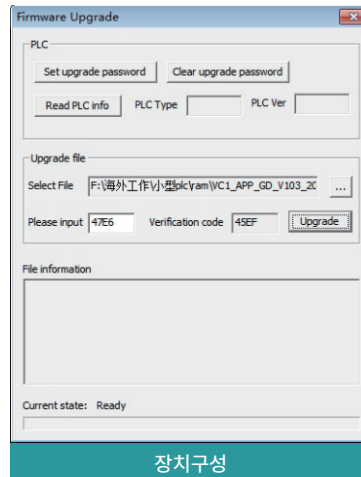 Firmware Upgrade
PLC
Set upgrade password Clear upgrade password
Read PLC info PLC Type PLC Ver
Upgrade file
Select File F:\海外工作\小型plc\ram\VC1_APP_GD_V103_20 ...
Please input 47E6 Verification code 45EF Upgrade
File information
Current state: Ready
장치구성